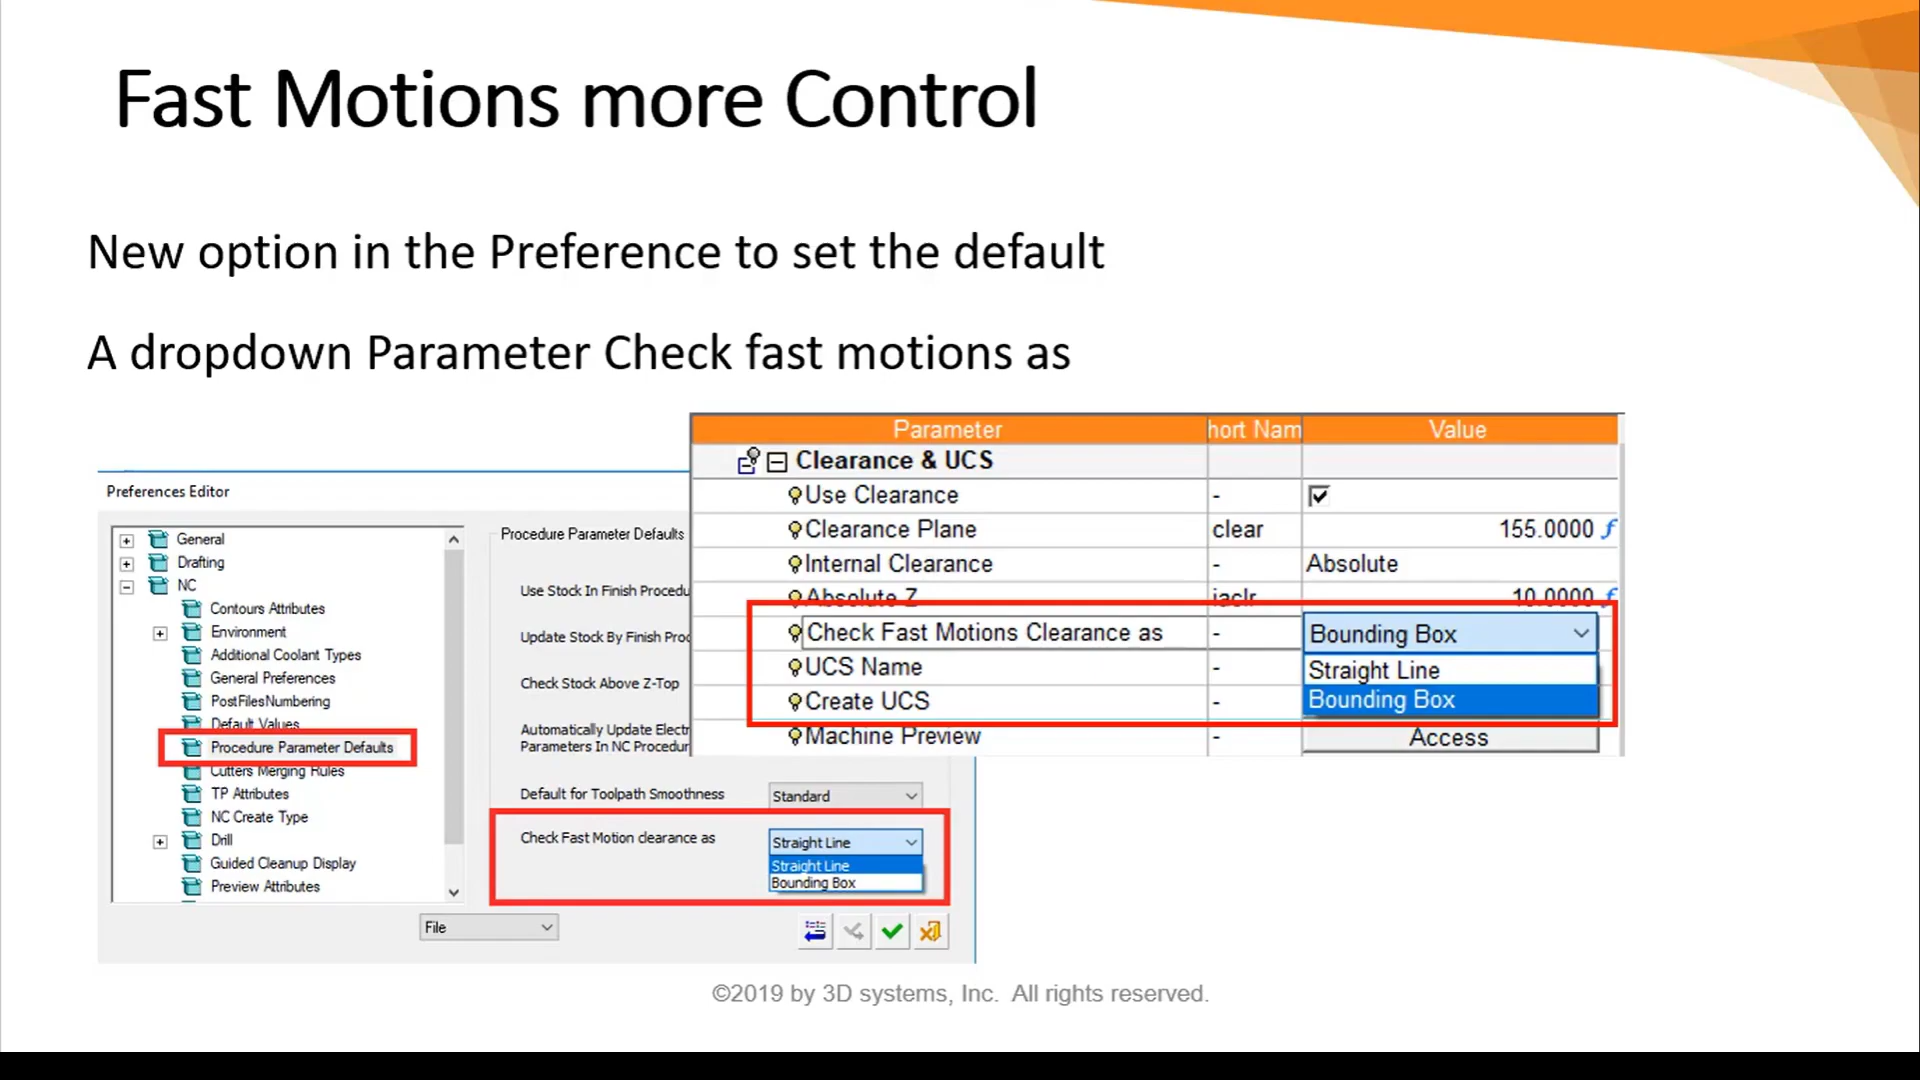 Fast Motions more Control
New option in the Preference to set the default
A dropdown Parameter Check fast motions as
Parameter hort Nam Value
Clearance & UCS
Use Clearance -
Clearance Plane clear 155.0000 f
Internal Clearance - Absolute
Absolute Z iaclr 10.0000 f
Check Fast Motions Clearance as - Bounding Box
Straight Line
Bounding Box
UCS Name -
Create UCS -
Machine Preview - Access
Preferences Editor
General
Drafting
NC
Contours Attributes
Environment
Additional Coolant Types
General Preferences
PostFilesNumbering
Default Values
Procedure Parameter Defaults
Cutters Merging Rules
TP Attributes
NC Create Type
Drill
Guided Cleanup Display
Preview Attributes
Procedure Parameter Defaults
Use Stock In Finish Procedu
Update Stock By Finish Proc
Check Stock Above Z-Top
Automatically Update Electr
Parameters In NC Procedur
Default for Toolpath Smoothness Standard
Check Fast Motion clearance as Straight Line
Straight Line
Bounding Box
File
©2019 by 3D systems, Inc. All rights reserved.